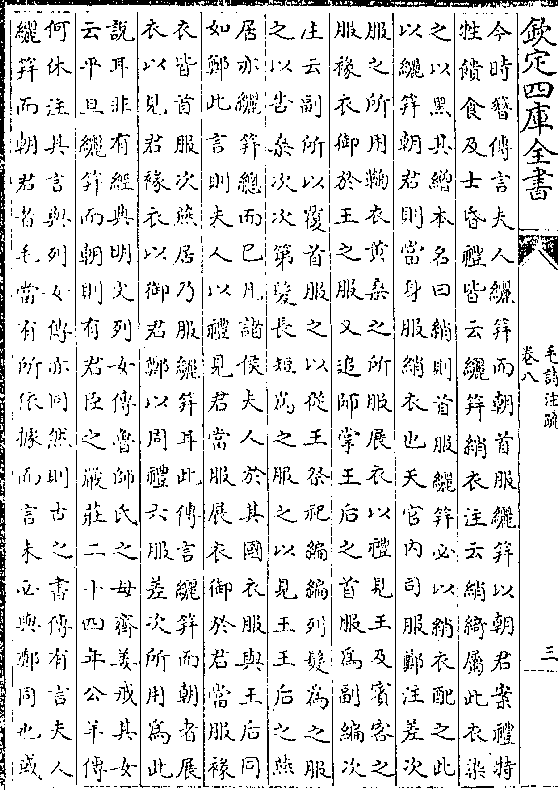 欽定四庫全書
毛詩注疏
卷八
三
今時簪傳言夫人纚笄而朝首服纚笄以朝君案禮特
牲饋食及士昏禮皆云纚笄綃衣注云綃綺屬此衣染
之以黑其繒本名曰綃則首服纚笄必以綃衣配之此
以纚笄朝君則當身服綃衣也天官内司服鄭注差次
服之所用鞠衣黄桑之所服展衣以禮見王及賓客之
服褖衣御於王之服又追師掌王后之首服為副編次
注云副所以覆首服之以從王祭祀編編列髮為之服
之以告桑次次第髮長短為之服之以見王王后之燕
居亦纚笄總而已凡諸侯夫人於其國衣服與王后同
如鄭此言則夫人以禮見君當服展衣御於君當服褖
衣皆首服次燕居乃服纚笄耳此傳言纚笄而朝者展
衣以見君褖衣以御君鄭以周禮六服差次所用為此
說耳非有經典明文列女傳魯師氏之母齊姜戒其女
云平旦纚笄而朝則有君臣之嚴莊二十四年公羊傳
何休注其言與列女傳亦同然則古之書傳有言夫人
纚笄而朝君者毛當有所依據而言未必與鄭同也或